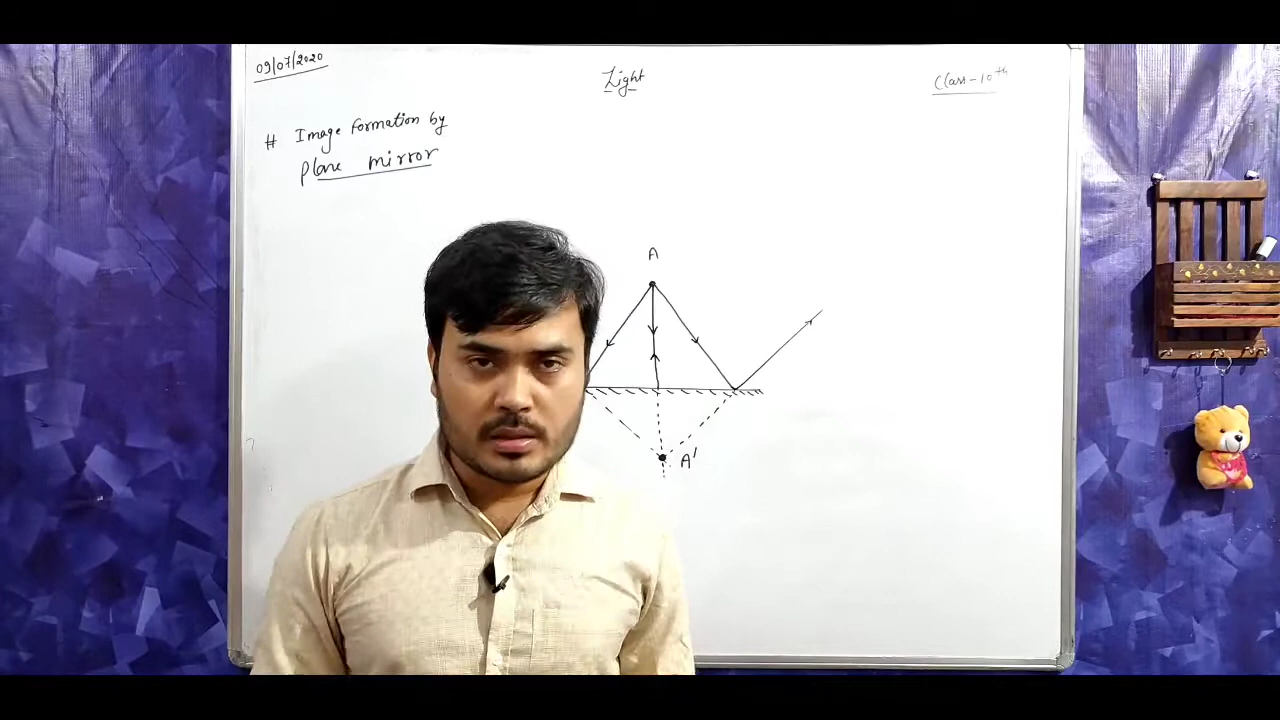 09/07/2020
Light
Class-10th
# Image formation by
plane mirror
A
A'